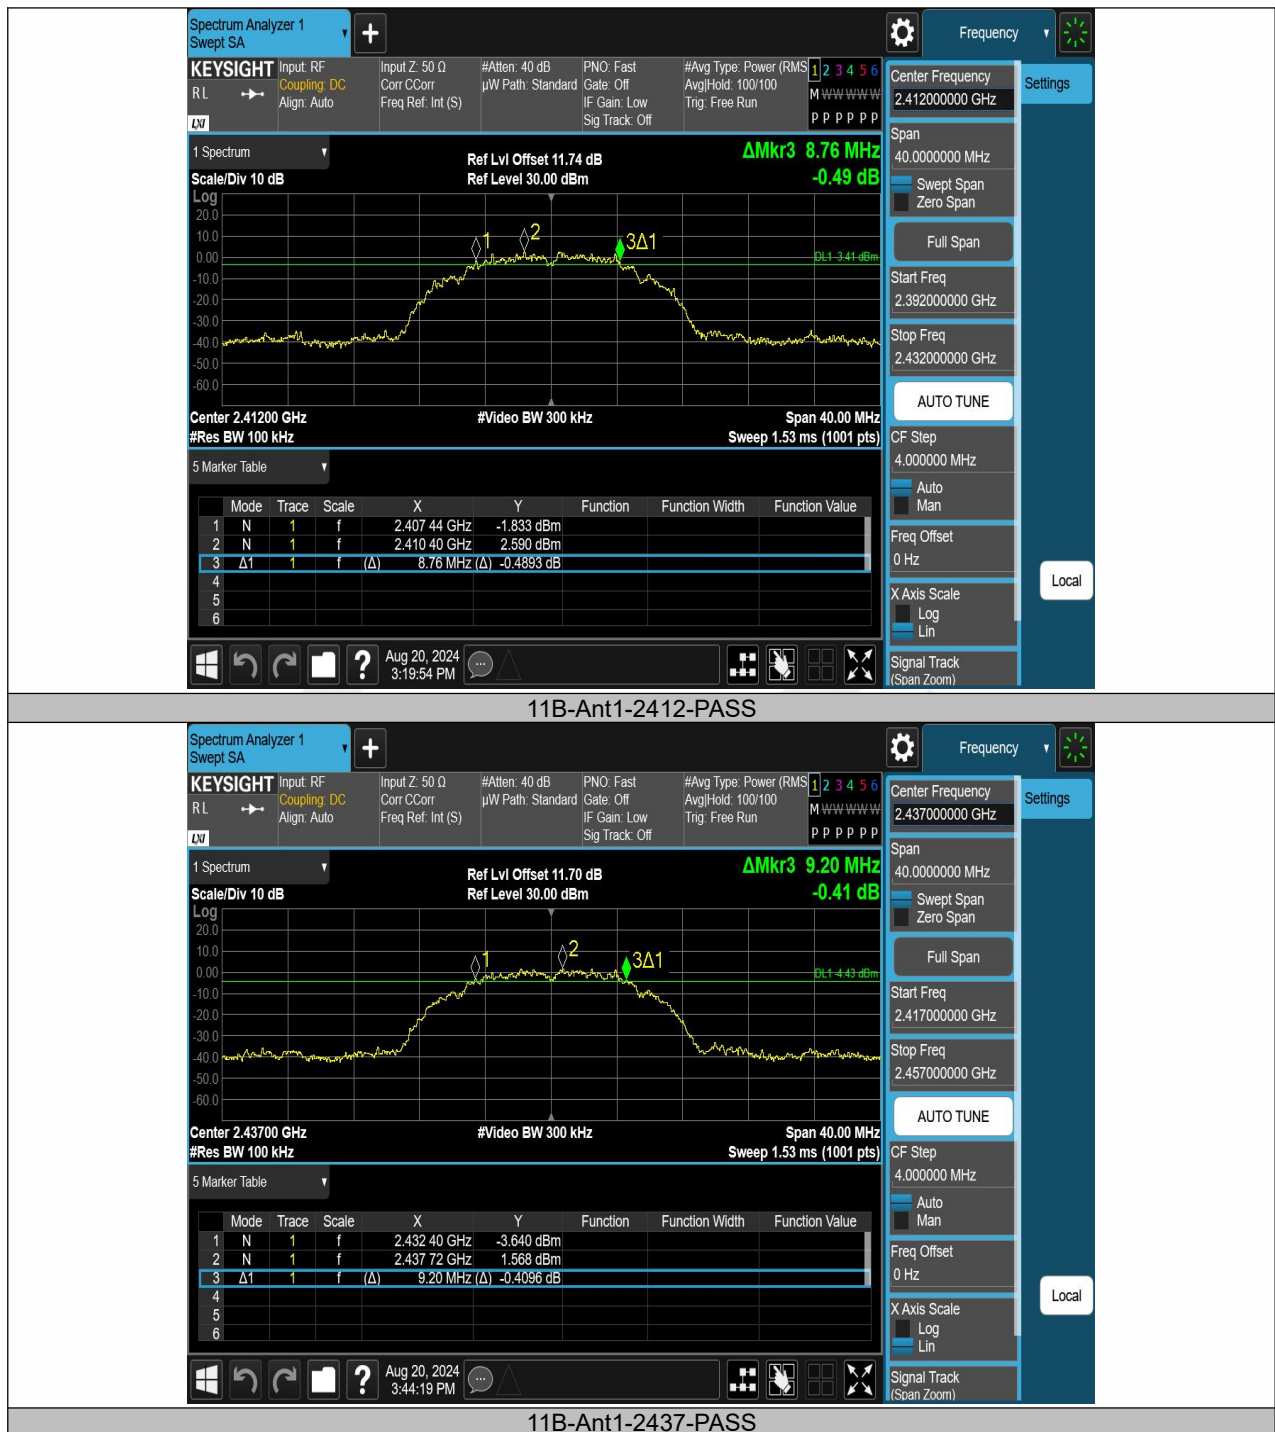 Spectrum Analyzer 1
Swept SA
+
Frequency
KEYSIGHT
RL
LXI
Input: RF
Coupling: DC
Align: Auto
Input Z: 50 Ω
Corr CCorr
Freq Ref: Int (S)
#Atten: 40 dB
µW Path: Standard
PNO: Fast
Gate: Off
IF Gain: Low
Sig Track: Off
#Avg Type: Power (RMS
Avg|Hold: 100/100
Trig: Free Run
1 2 3 4 5 6
M W W W W W
P P P P P P
1 Spectrum
Scale/Div 10 dB
Ref Lvl Offset 11.74 dB
Ref Level 30.00 dBm
ΔMkr3 8.76 MHz
-0.49 dB
Log
20.0
10.0
0.00
-10.0
-20.0
-30.0
-40.0
-50.0
-60.0
1
2
3Δ1
DL1 -3.41 dBm
Center 2.41200 GHz
#Video BW 300 kHz
Span 40.00 MHz
#Res BW 100 kHz
Sweep 1.53 ms (1001 pts)
5 Marker Table
Mode Trace Scale X Y Function Function Width Function Value
1 N 1 f 2.407 44 GHz -1.833 dBm
2 N 1 f 2.410 40 GHz 2.590 dBm
3 Δ1 1 f (Δ) 8.76 MHz (Δ) -0.4893 dB
4
5
6
?
Aug 20, 2024
3:19:54 PM
Center Frequency
2.412000000 GHz
Settings
Span
40.0000000 MHz
Swept Span
Zero Span
Full Span
Start Freq
2.392000000 GHz
Stop Freq
2.432000000 GHz
AUTO TUNE
CF Step
4.000000 MHz
Auto
Man
Freq Offset
0 Hz
Local
X Axis Scale
Log
Lin
Signal Track
(Span Zoom)
11B-Ant1-2412-PASS
Spectrum Analyzer 1
Swept SA
+
Frequency
KEYSIGHT
RL
LXI
Input: RF
Coupling: DC
Align: Auto
Input Z: 50 Ω
Corr CCorr
Freq Ref: Int (S)
#Atten: 40 dB
µW Path: Standard
PNO: Fast
Gate: Off
IF Gain: Low
Sig Track: Off
#Avg Type: Power (RMS
Avg|Hold: 100/100
Trig: Free Run
1 2 3 4 5 6
M W W W W W
P P P P P P
1 Spectrum
Scale/Div 10 dB
Ref Lvl Offset 11.70 dB
Ref Level 30.00 dBm
ΔMkr3 9.20 MHz
-0.41 dB
Log
20.0
10.0
0.00
-10.0
-20.0
-30.0
-40.0
-50.0
-60.0
1
2
3Δ1
DL1 -4.43 dBm
Center 2.43700 GHz
#Video BW 300 kHz
Span 40.00 MHz
#Res BW 100 kHz
Sweep 1.53 ms (1001 pts)
5 Marker Table
Mode Trace Scale X Y Function Function Width Function Value
1 N 1 f 2.432 40 GHz -3.640 dBm
2 N 1 f 2.437 72 GHz 1.568 dBm
3 Δ1 1 f (Δ) 9.20 MHz (Δ) -0.4096 dB
4
5
6
?
Aug 20, 2024
3:44:19 PM
Center Frequency
2.437000000 GHz
Settings
Span
40.0000000 MHz
Swept Span
Zero Span
Full Span
Start Freq
2.417000000 GHz
Stop Freq
2.457000000 GHz
AUTO TUNE
CF Step
4.000000 MHz
Auto
Man
Freq Offset
0 Hz
Local
X Axis Scale
Log
Lin
Signal Track
(Span Zoom)
11B-Ant1-2437-PASS